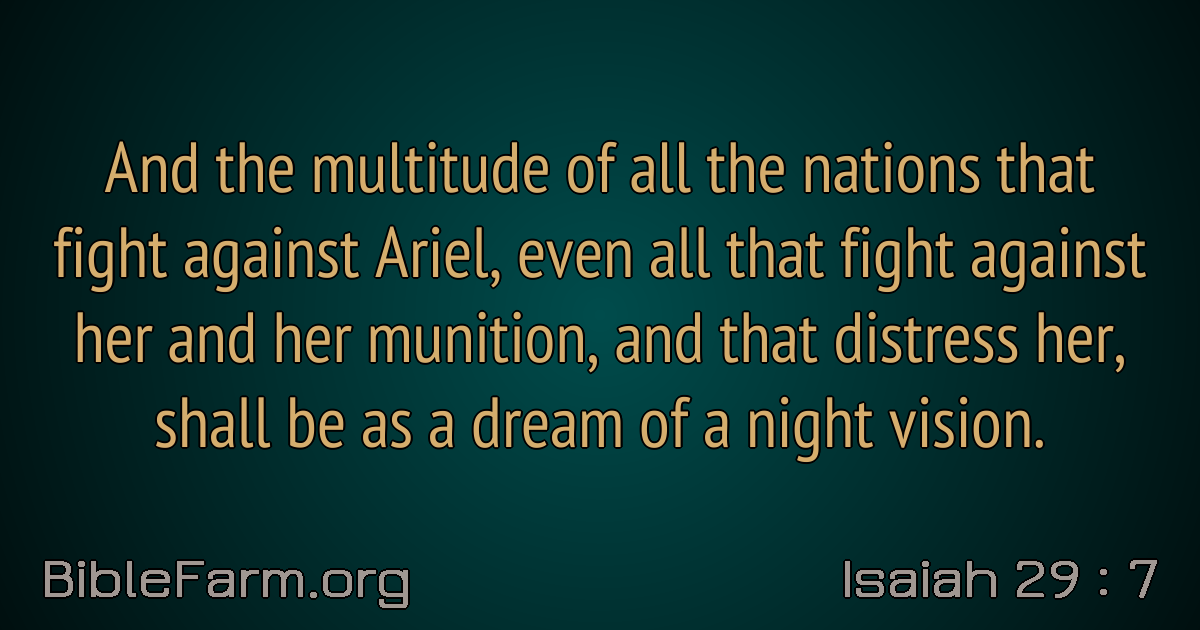 And the multitude of all the nations that
fight against Ariel, even all that fight against
her and her munition, and that distress her,
shall be as a dream of a night vision.
BibleFarm.org
Isaiah 29 : 7